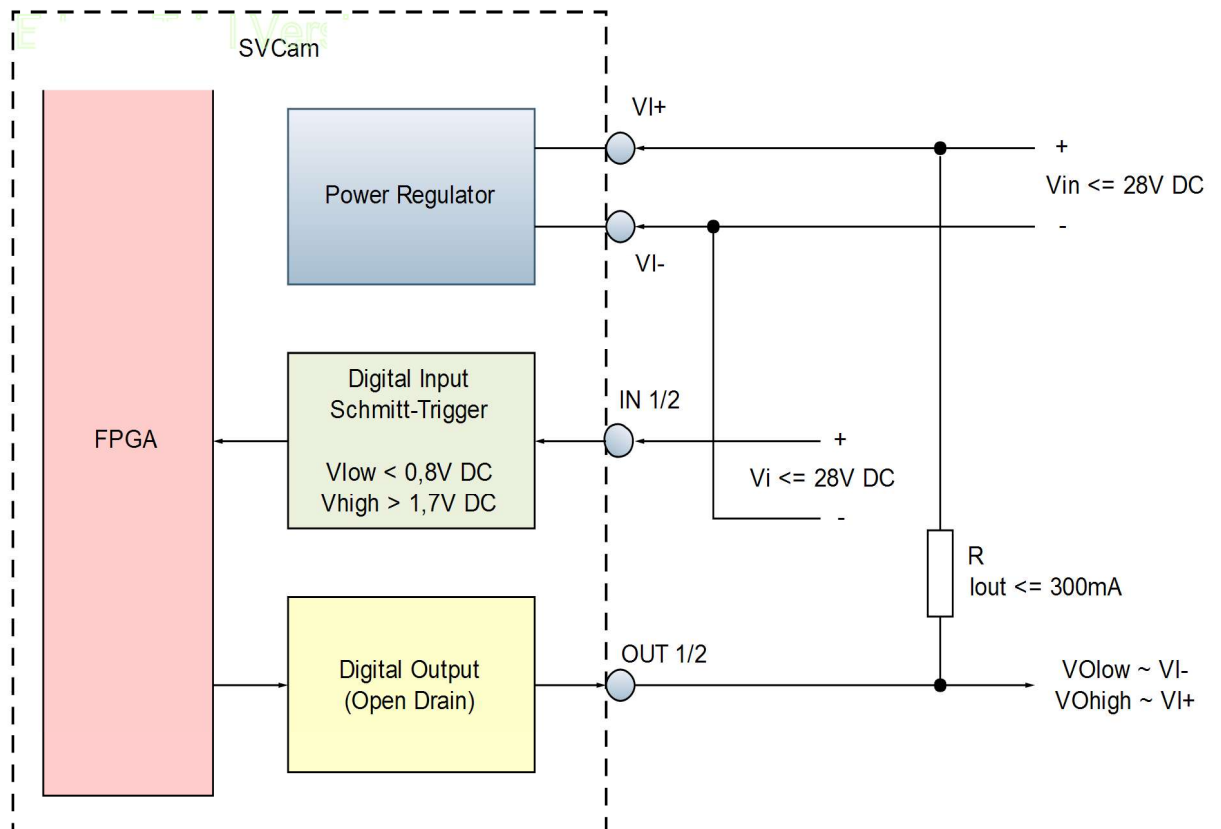 SVCam
VI+
+
Power Regulator
Vin <= 28V DC
-
VI-
Digital Input
Schmitt-Trigger
IN 1/2
FPGA
+
Vlow < 0,8V DC
Vhigh > 1,7V DC
Vi <= 28V DC
-
R
Iout <= 300mA
OUT 1/2
Digital Output
(Open Drain)
VOlow ~ VI-
VOhigh ~ VI+